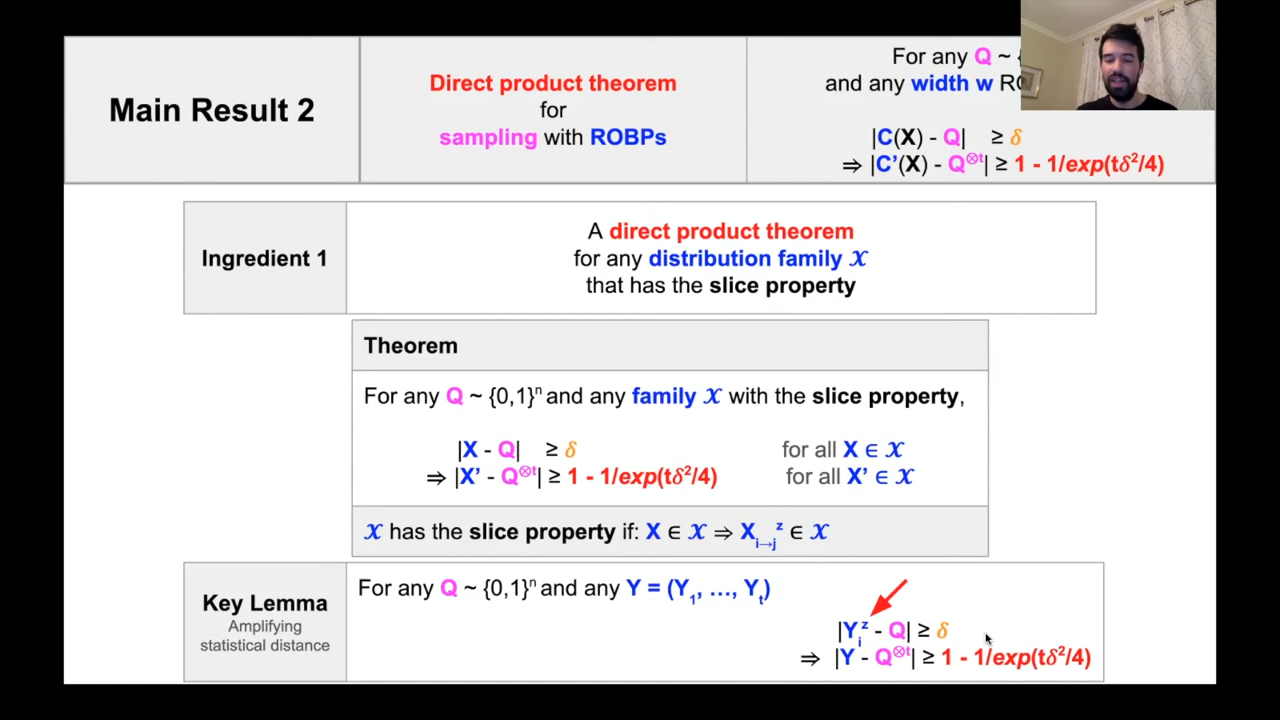 Main Result 2
Direct product theorem
for
sampling with ROBPs
For any Q ~ {
and any width w RO
|C(X) - Q| ≥ δ
⇒ |C'(X) - Q⊗t| ≥ 1 - 1/exp(tδ²/4)
Ingredient 1
A direct product theorem
for any distribution family 𝒳
that has the slice property
Theorem
For any Q ~ {0,1}ⁿ and any family 𝒳 with the slice property,
|X - Q| ≥ δ for all X ∈ 𝒳
⇒ |X' - Q⊗t| ≥ 1 - 1/exp(tδ²/4) for all X' ∈ 𝒳
𝒳 has the slice property if: X ∈ 𝒳 ⇒ X_{i→j}^z ∈ 𝒳
Key Lemma
Amplifying
statistical distance
For any Q ~ {0,1}ⁿ and any Y = (Y₁, …, Yₜ)
|Y_i^z - Q| ≥ δ
⇒ |Y - Q⊗t| ≥ 1 - 1/exp(tδ²/4)